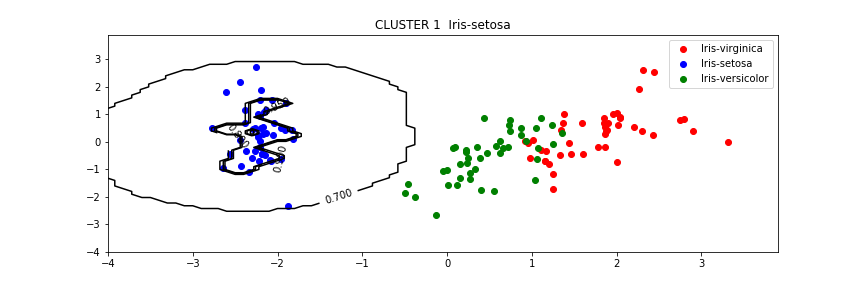 CLUSTER 1 Iris-setosa
Iris-virginica
Iris-setosa
Iris-versicolor
3
2
1
0
−1
−2
−3
−4
0.700
−4 −3 −2 −1 0 1 2 3